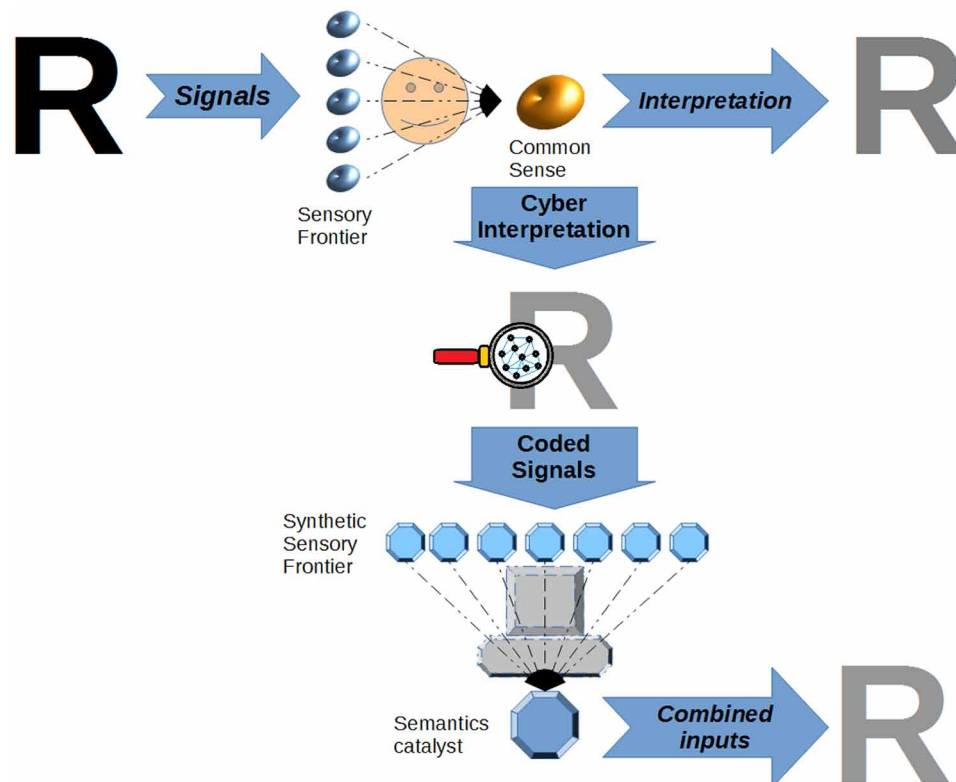 R
Signals
Sensory
Frontier
Common
Sense
Interpretation
R
Cyber
Interpretation
R
Coded
Signals
Synthetic
Sensory
Frontier
Semantics
catalyst
Combined
inputs
R